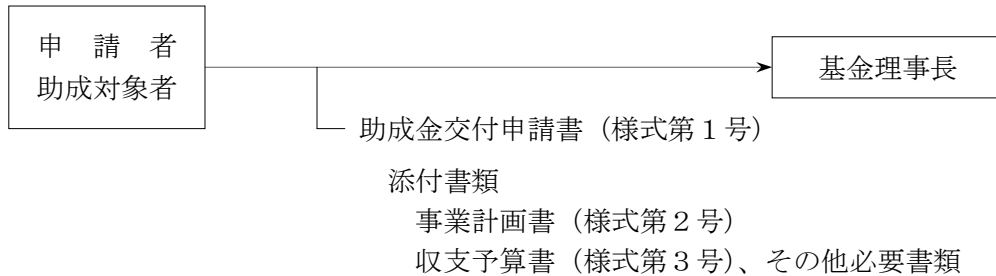 申　請　者
助成対象者
基金理事長
助成金交付申請書（様式第１号）
添付書類
事業計画書（様式第２号）
収支予算書（様式第３号）、その他必要書類